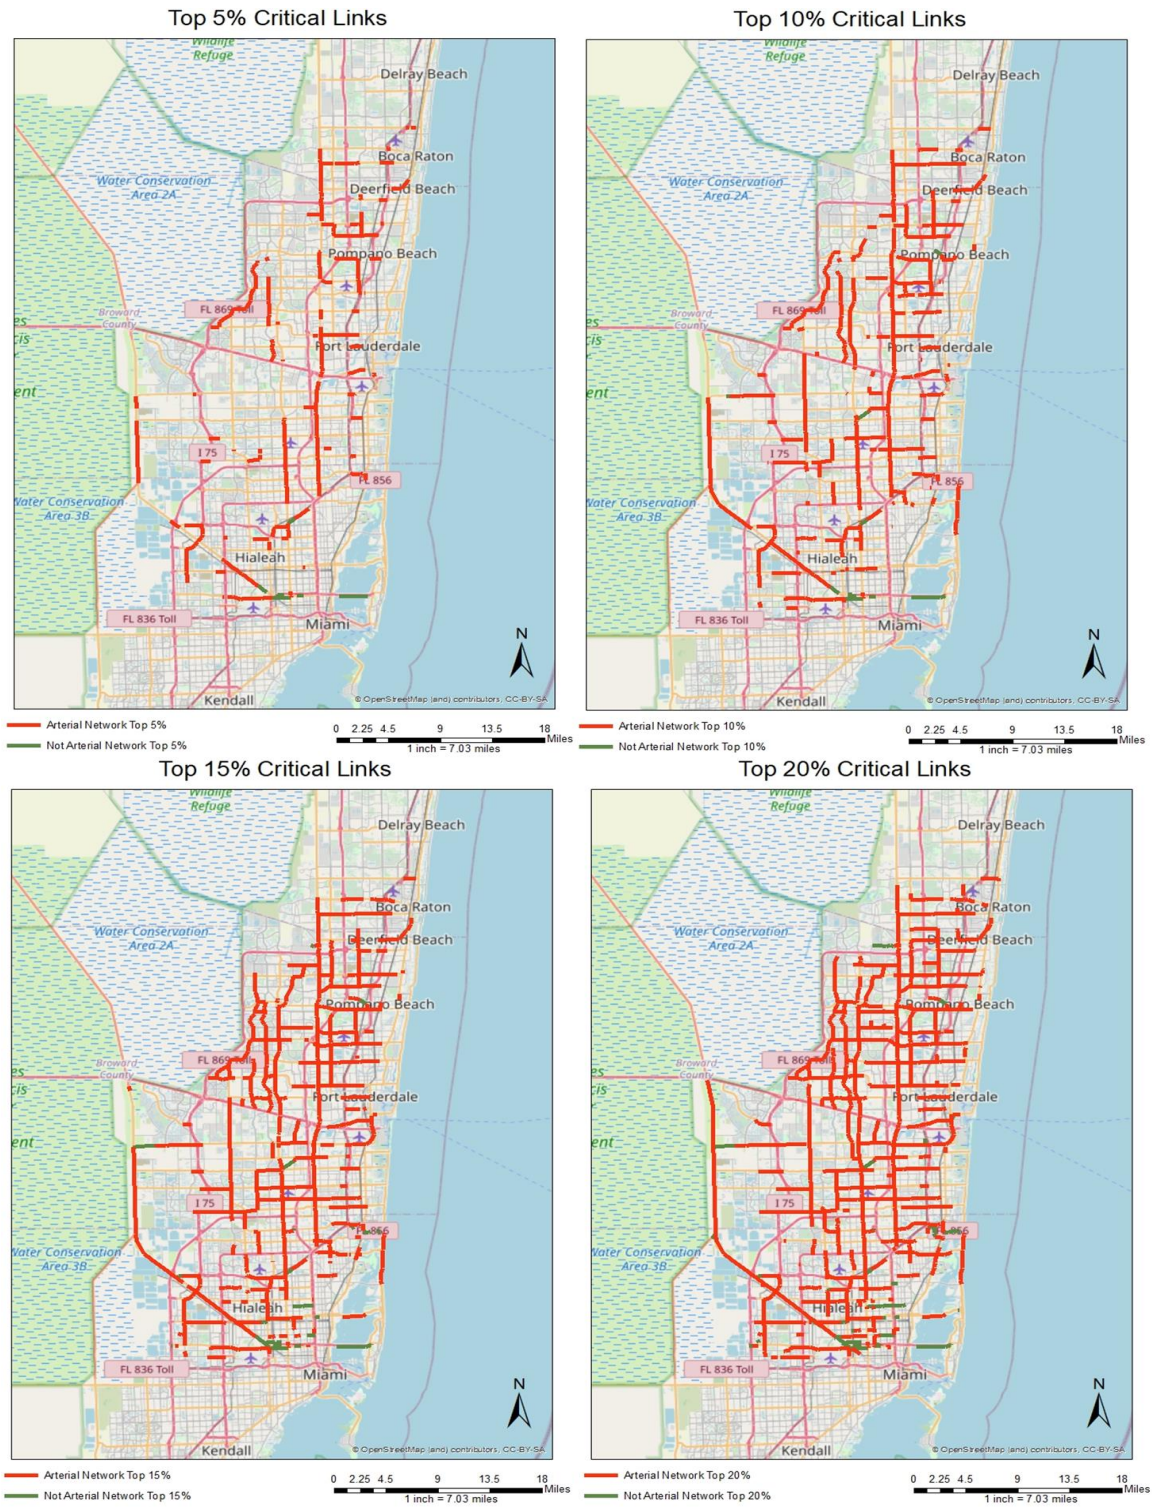 Top 5% Critical Links
Wildlife
Refuge
Delray Beach
Boca Raton
Water Conservation
Area 2A
Deerfield Beach
Pompano Beach
FL 869 Toll
Broward
County
es
cis
Fort Lauderdale
ent
I 75
FL 856
Water Conservation
Area 3B
Hialeah
FL 836 Toll
Miami
N
Kendall
© OpenStreetMap (and) contributors, CC-BY-SA
Arterial Network Top 5%
Not Arterial Network Top 5%
0 2.25 4.5 9 13.5 18
Miles
1 inch = 7.03 miles
Top 10% Critical Links
Wildlife
Refuge
Delray Beach
Boca Raton
Water Conservation
Area 2A
Deerfield Beach
Pompano Beach
FL 869 Toll
Broward
County
es
cis
Fort Lauderdale
ent
I 75
FL 856
Water Conservation
Area 3B
Hialeah
FL 836 Toll
Miami
N
Kendall
© OpenStreetMap (and) contributors, CC-BY-SA
Arterial Network Top 10%
Not Arterial Network Top 10%
0 2.25 4.5 9 13.5 18
Miles
1 inch = 7.03 miles
Top 15% Critical Links
Wildlife
Refuge
Delray Beach
Boca Raton
Water Conservation
Area 2A
Deerfield Beach
Pompano Beach
FL 869 Toll
Broward
County
es
cis
Fort Lauderdale
ent
I 75
FL 856
Water Conservation
Area 3B
Hialeah
FL 836 Toll
Miami
N
Kendall
© OpenStreetMap (and) contributors, CC-BY-SA
Arterial Network Top 15%
Not Arterial Network Top 15%
0 2.25 4.5 9 13.5 18
Miles
1 inch = 7.03 miles
Top 20% Critical Links
Wildlife
Refuge
Delray Beach
Boca Raton
Water Conservation
Area 2A
Deerfield Beach
Pompano Beach
FL 869 Toll
Broward
County
es
cis
Fort Lauderdale
ent
I 75
FL 856
Water Conservation
Area 3B
Hialeah
FL 836 Toll
Miami
N
Kendall
© OpenStreetMap (and) contributors, CC-BY-SA
Arterial Network Top 20%
Not Arterial Network Top 20%
0 2.25 4.5 9 13.5 18
Miles
1 inch = 7.03 miles